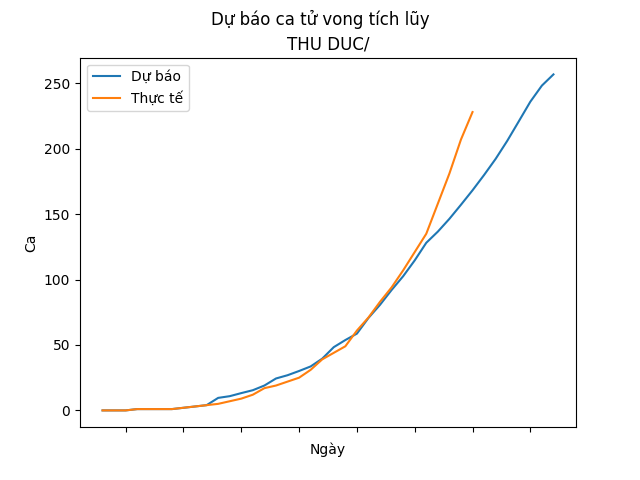 Dự báo ca tử vong tích lũy
THU DUC/
Dự báo
Thực tế
250
200
150
100
50
0
Ca
Ngày